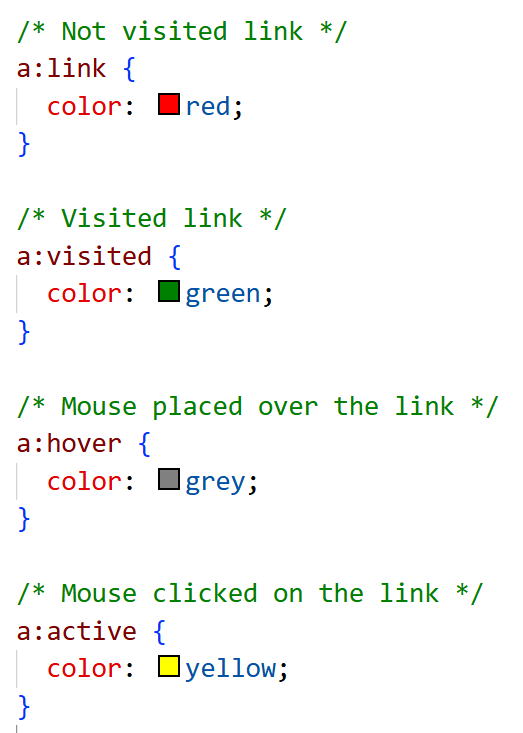 /* Not visited link */
a:link {
  color: red;
}

/* Visited link */
a:visited {
  color: green;
}

/* Mouse placed over the link */
a:hover {
  color: grey;
}

/* Mouse clicked on the link */
a:active {
  color: yellow;
}